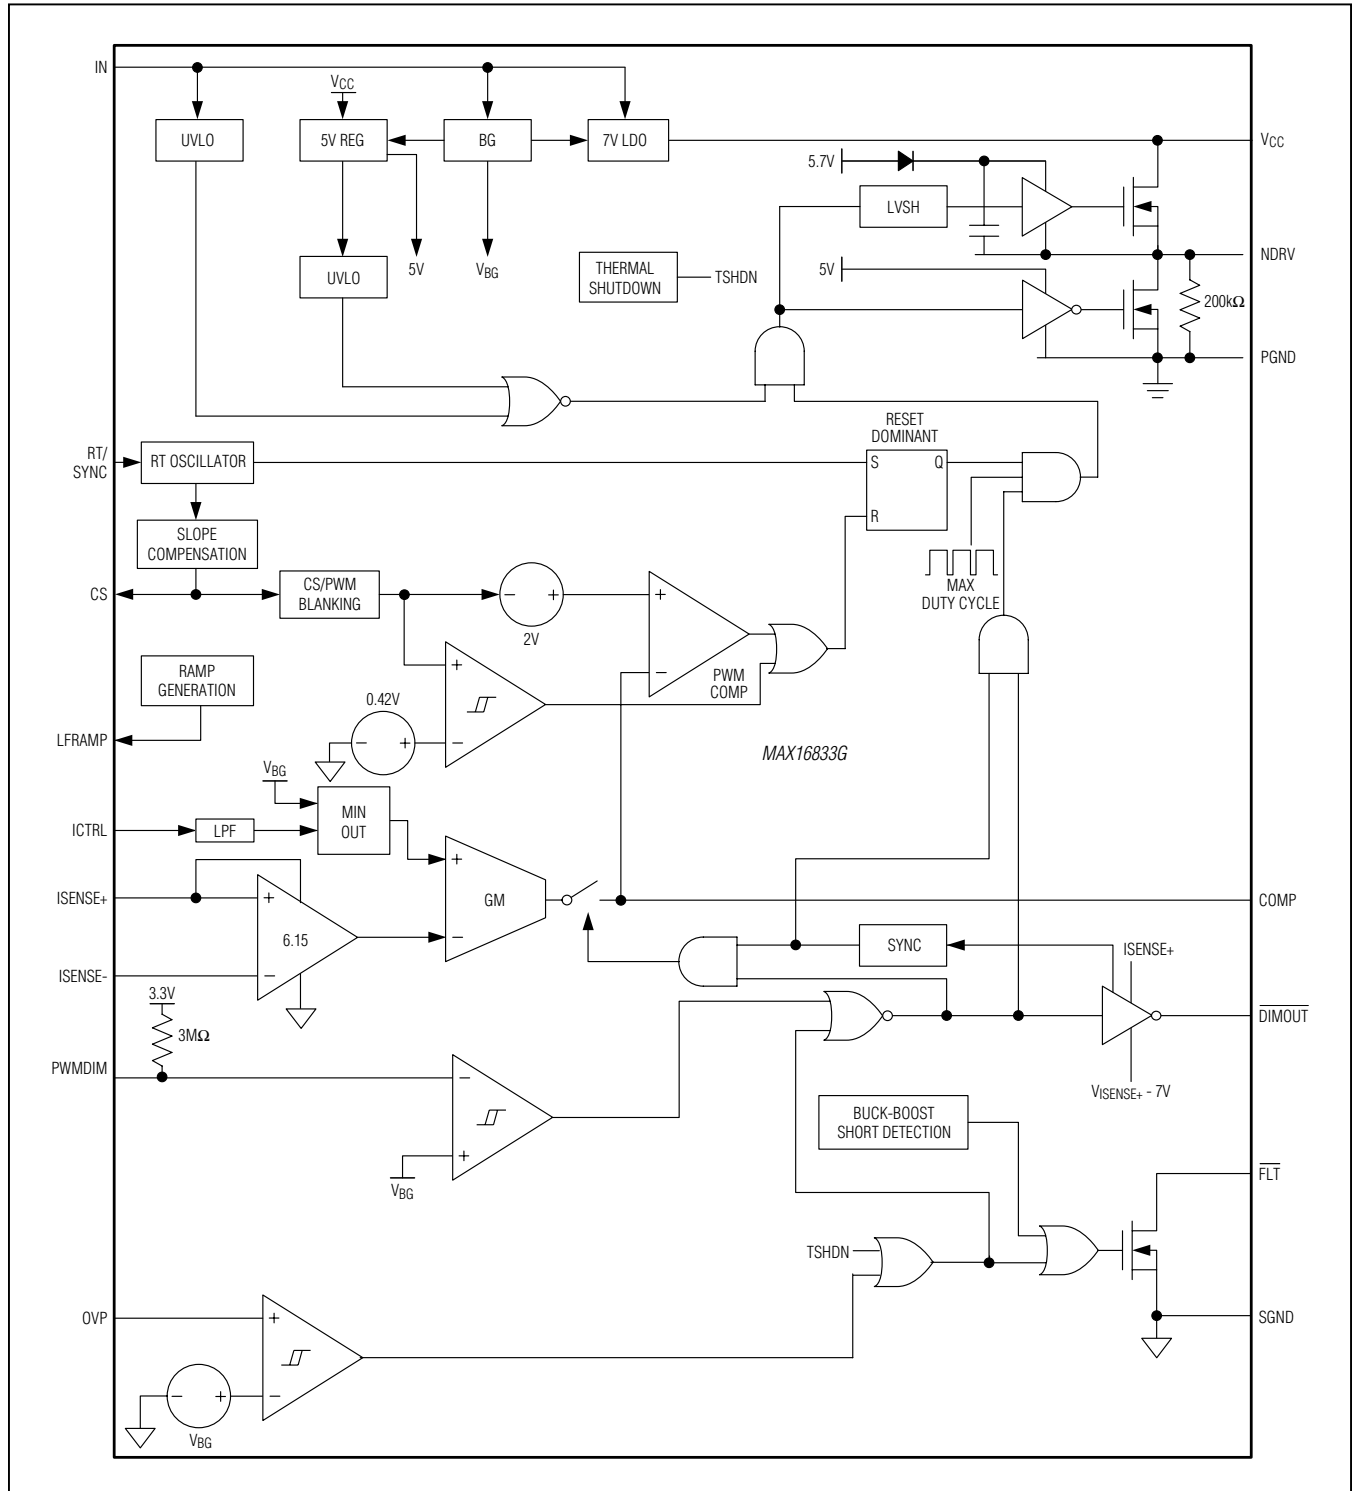 IN
VCC
UVLO
5V REG
BG
7V LDO
VCC
5.7V
LVSH
UVLO
5V
VBG
THERMAL
SHUTDOWN
TSHDN
5V
NDRV
200kΩ
PGND
RESET
DOMINANT
RT/
SYNC
RT OSCILLATOR
S
Q
R
SLOPE
COMPENSATION
CS
CS/PWM
BLANKING
-
+
2V
+
-
PWM
COMP
MAX
DUTY CYCLE
RAMP
GENERATION
0.42V
+
-
-
+
LFRAMP
MAX16833G
VBG
MIN
OUT
ICTRL
LPF
+
GM
-
ISENSE+
+
6.15
-
ISENSE-
COMP
SYNC
ISENSE+
3.3V
3MΩ
DIMOUT
PWMDIM
-
+
VBG
VISENSE+ - 7V
BUCK-BOOST
SHORT DETECTION
FLT
TSHDN
OVP
+
-
-
+
VBG
SGND